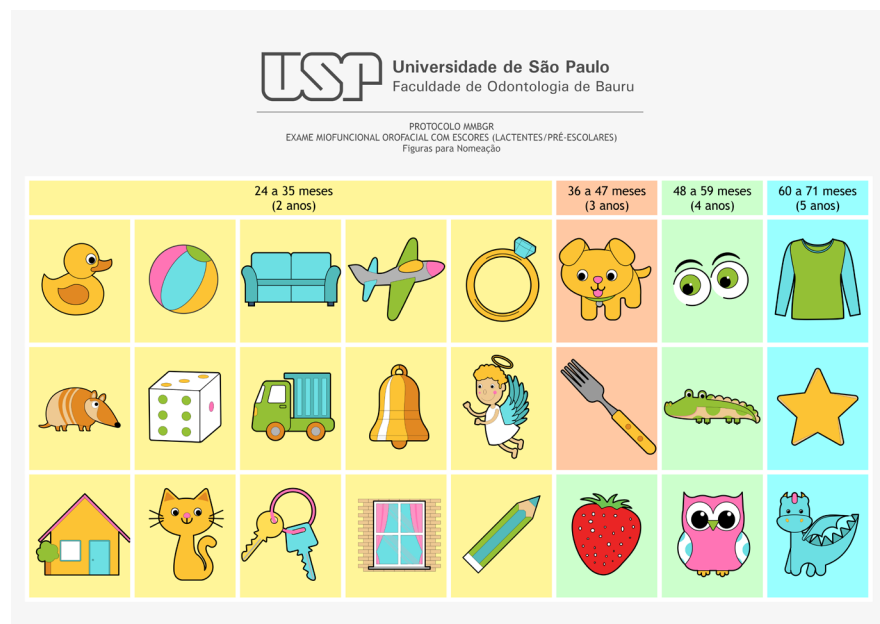 USP
Universidade de São Paulo
Faculdade de Odontologia de Bauru
PROTOCOLO MMBGR
EXAME MIOFUNCIONAL OROFACIAL COM ESCORES (LACTENTES/PRÉ-ESCOLARES)
Figuras para Nomeação
24 a 35 meses
(2 anos)
36 a 47 meses
(3 anos)
48 a 59 meses
(4 anos)
60 a 71 meses
(5 anos)